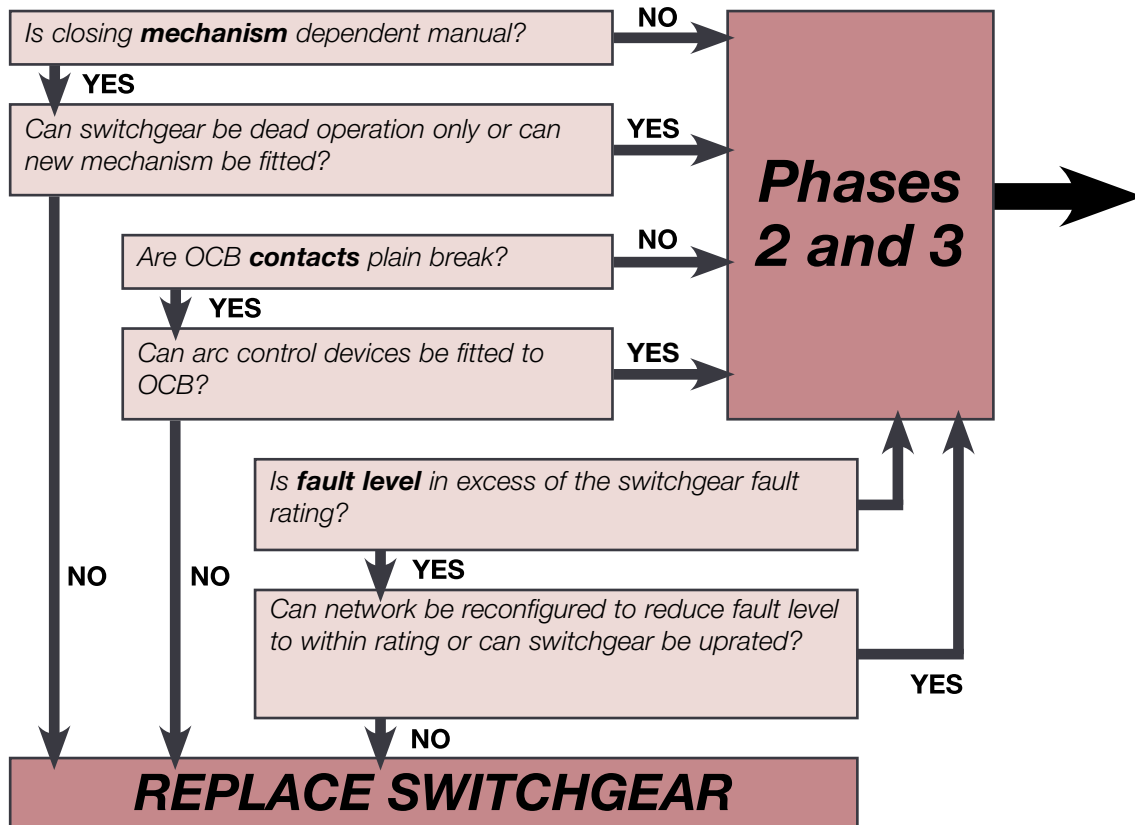 Is closing mechanism dependent manual?
NO
YES
Can switchgear be dead operation only or can
new mechanism be fitted?
YES
Phases
2 and 3
Are OCB contacts plain break?
NO
YES
Can arc control devices be fitted to
OCB?
YES
Is fault level in excess of the switchgear fault
rating?
NO
NO
YES
Can network be reconfigured to reduce fault level
to within rating or can switchgear be uprated?
YES
NO
REPLACE SWITCHGEAR